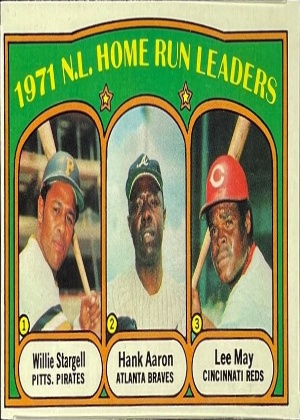 1971 N.L. HOME RUN LEADERS
1
2
3
Willie Stargell
PITTS. PIRATES
Hank Aaron
ATLANTA BRAVES
Lee May
CINCINNATI REDS
P
A
C